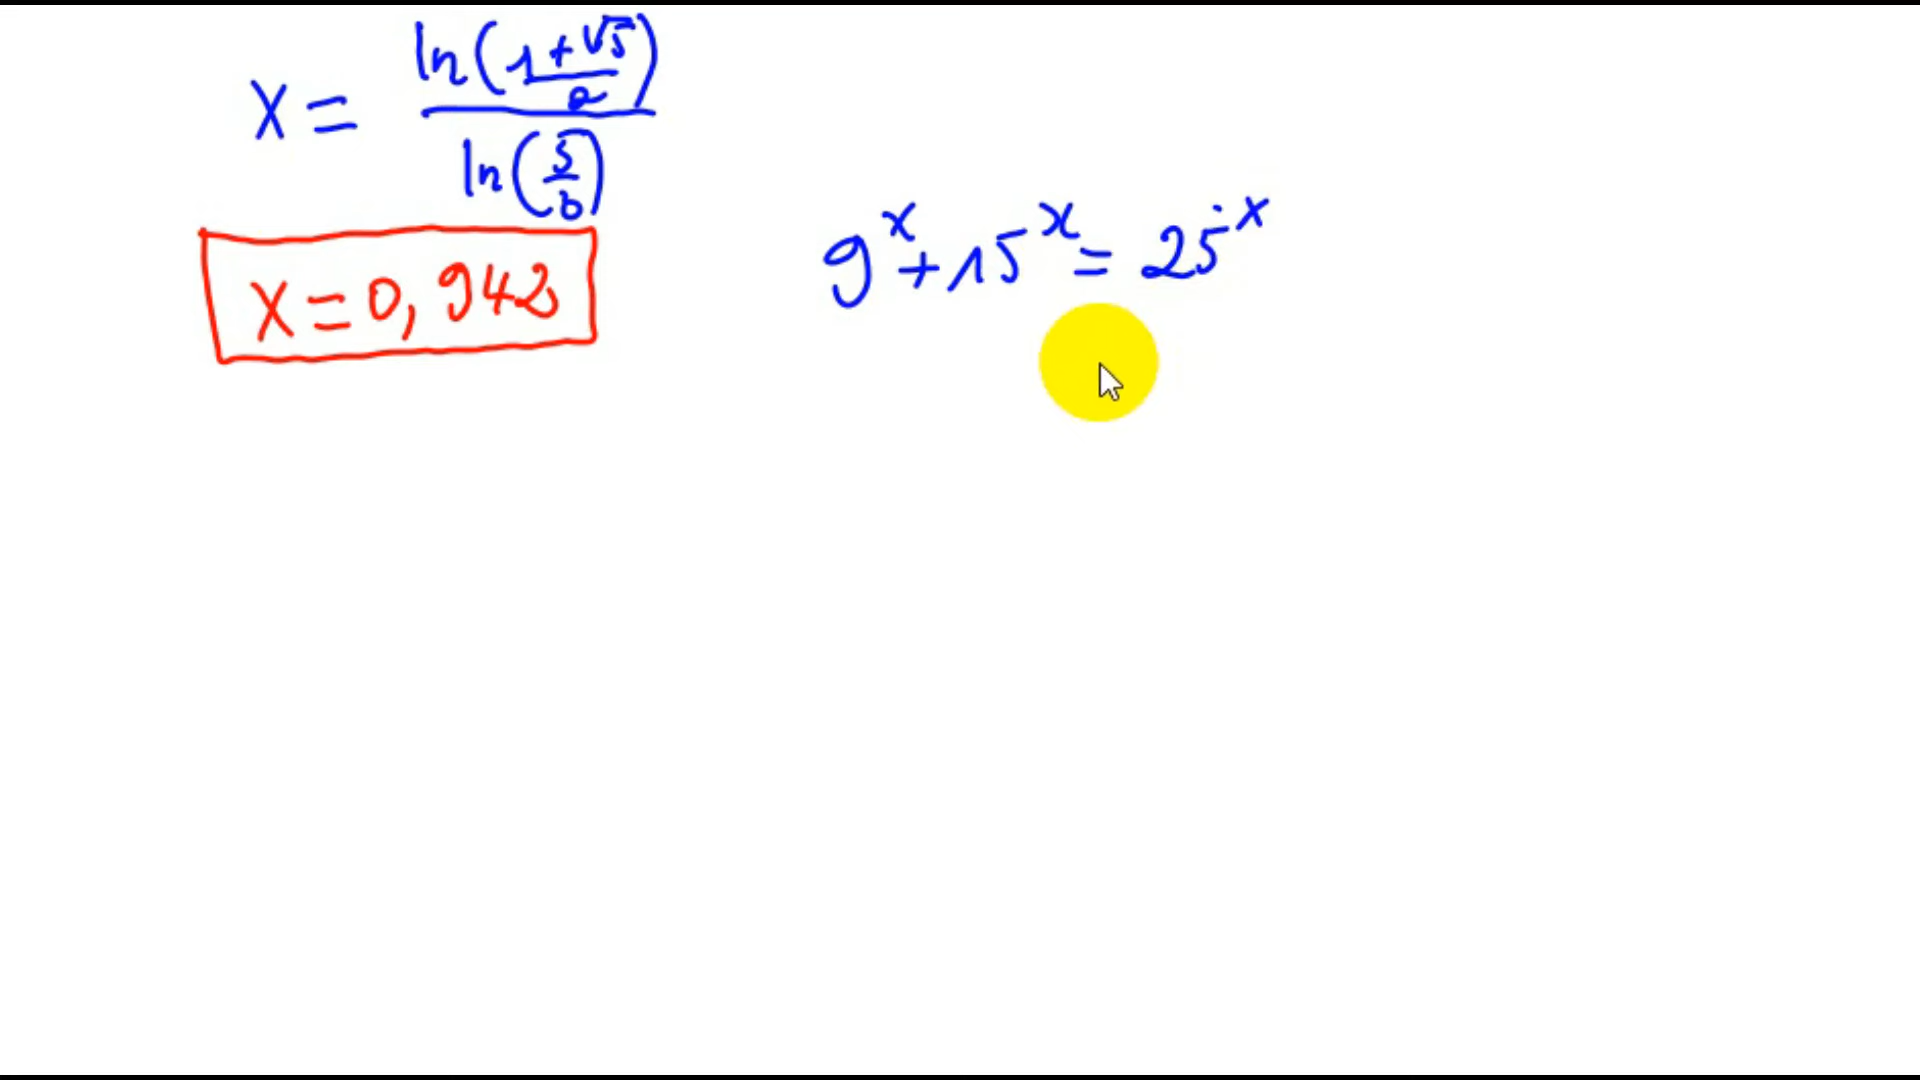 x = ln(1+√5/2)/ln(5/3)
x = 0,942
9^x + 15^x = 25^x